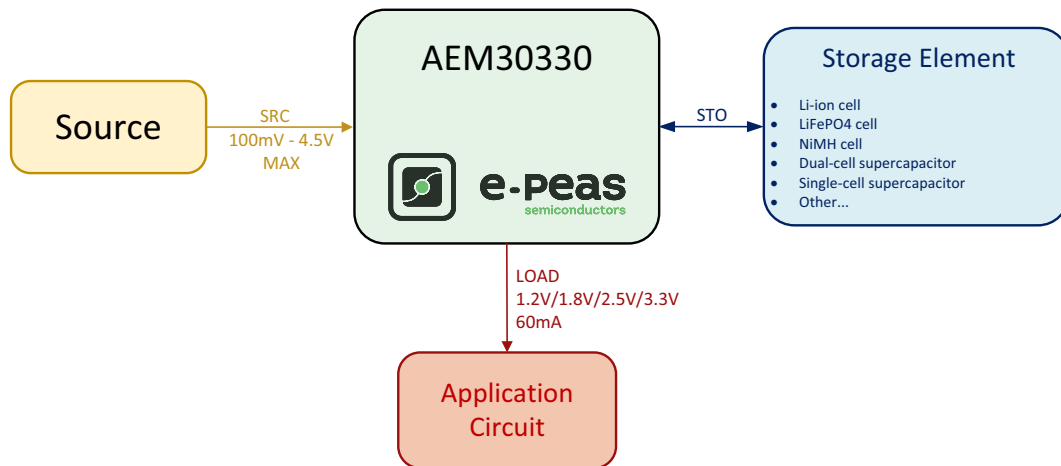 AEM30330
e-peas
semiconductors
Source
SRC
100mV - 4.5V
MAX
STO
Storage Element
• Li-ion cell
• LiFePO4 cell
• NiMH cell
• Dual-cell supercapacitor
• Single-cell supercapacitor
• Other...
LOAD
1.2V/1.8V/2.5V/3.3V
60mA
Application
Circuit